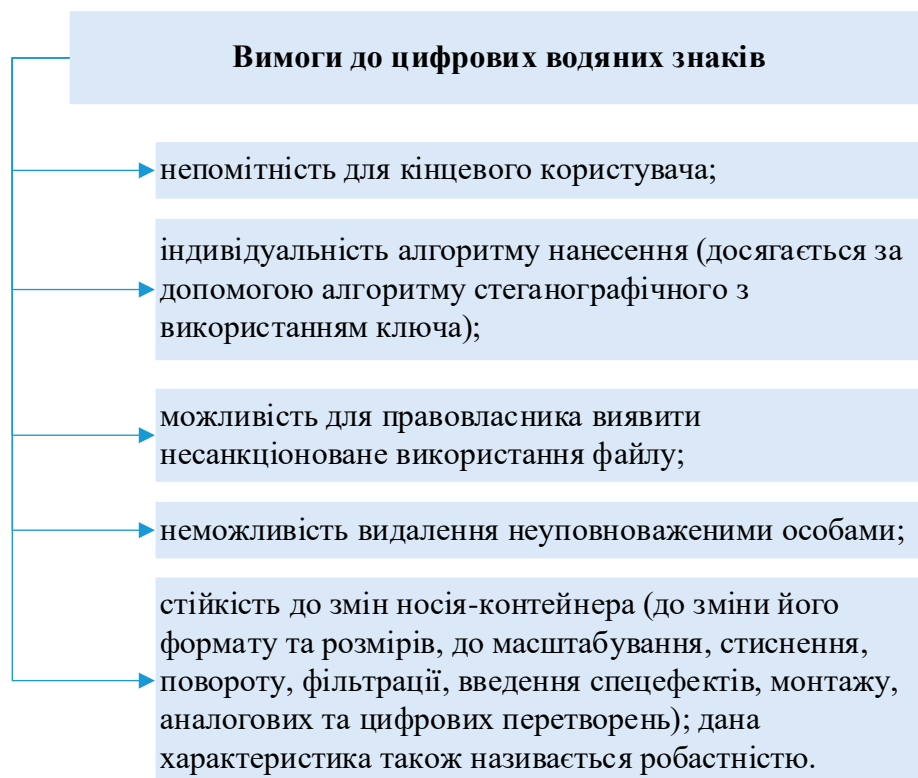 Вимоги до цифрових водяних знаків
непомітність для кінцевого користувача;
індивідуальність алгоритму нанесення (досягається за
допомогою алгоритму стеганографічного з
використанням ключа);
можливість для правовласника виявити
несанкціоноване використання файлу;
неможливість видалення неуповноваженими особами;
стійкість до змін носія-контейнера (до зміни його
формату та розмірів, до масштабування, стиснення,
повороту, фільтрації, введення спецефектів, монтажу,
аналогових та цифрових перетворень); дана
характеристика також називається робастністю.